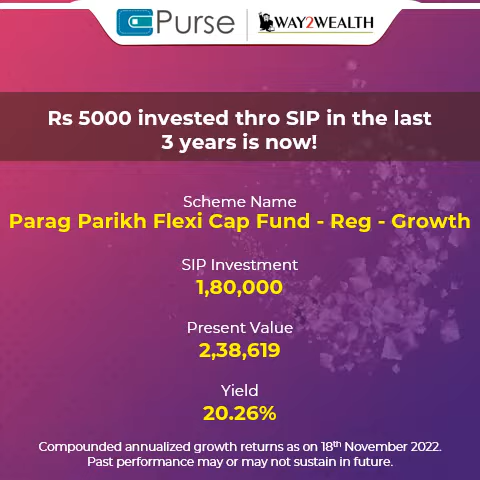 Purse WAY2WEALTH
Rs 5000 invested thro SIP in the last
3 years is now!
Scheme Name
Parag Parikh Flexi Cap Fund - Reg - Growth
SIP Investment
1,80,000
Present Value
2,38,619
Yield
20.26%
Compounded annualized growth returns as on 18th November 2022.
Past performance may or may not sustain in future.